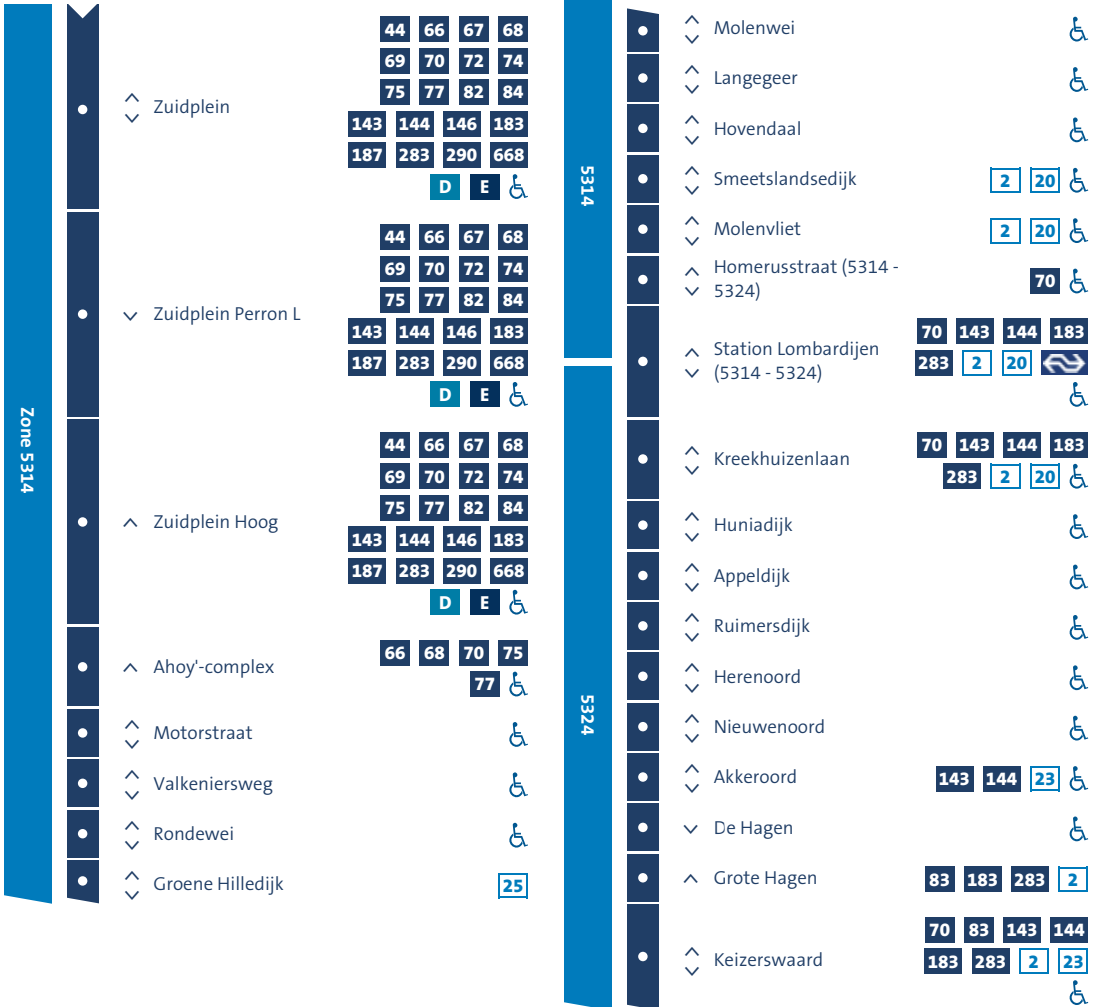 Zone 5314
44 66 67 68
69 70 72 74
75 77 82 84
Zuidplein
143 144 146 183
187 283 290 668
D E
44 66 67 68
69 70 72 74
75 77 82 84
Zuidplein Perron L
143 144 146 183
187 283 290 668
D E
44 66 67 68
69 70 72 74
75 77 82 84
Zuidplein Hoog
143 144 146 183
187 283 290 668
D E
Ahoy'-complex
66 68 70 75
77
Motorstraat
Valkeniersweg
Rondewei
Groene Hilledijk 25
5314
Molenwei
Langegeer
Hovendaal
Smeetslandsedijk 2 20
Molenvliet 2 20
Homerusstraat (5314 -
5324)
70
Station Lombardijen
(5314 - 5324)
70 143 144 183
283 2 20
5324
Kreekhuizenlaan
70 143 144 183
283 2 20
Huniadijk
Appeldijk
Ruimersdijk
Herenoord
Nieuwenoord
Akkeroord 143 144 23
De Hagen
Grote Hagen 83 183 283 2
Keizerswaard
70 83 143 144
183 283 2 23